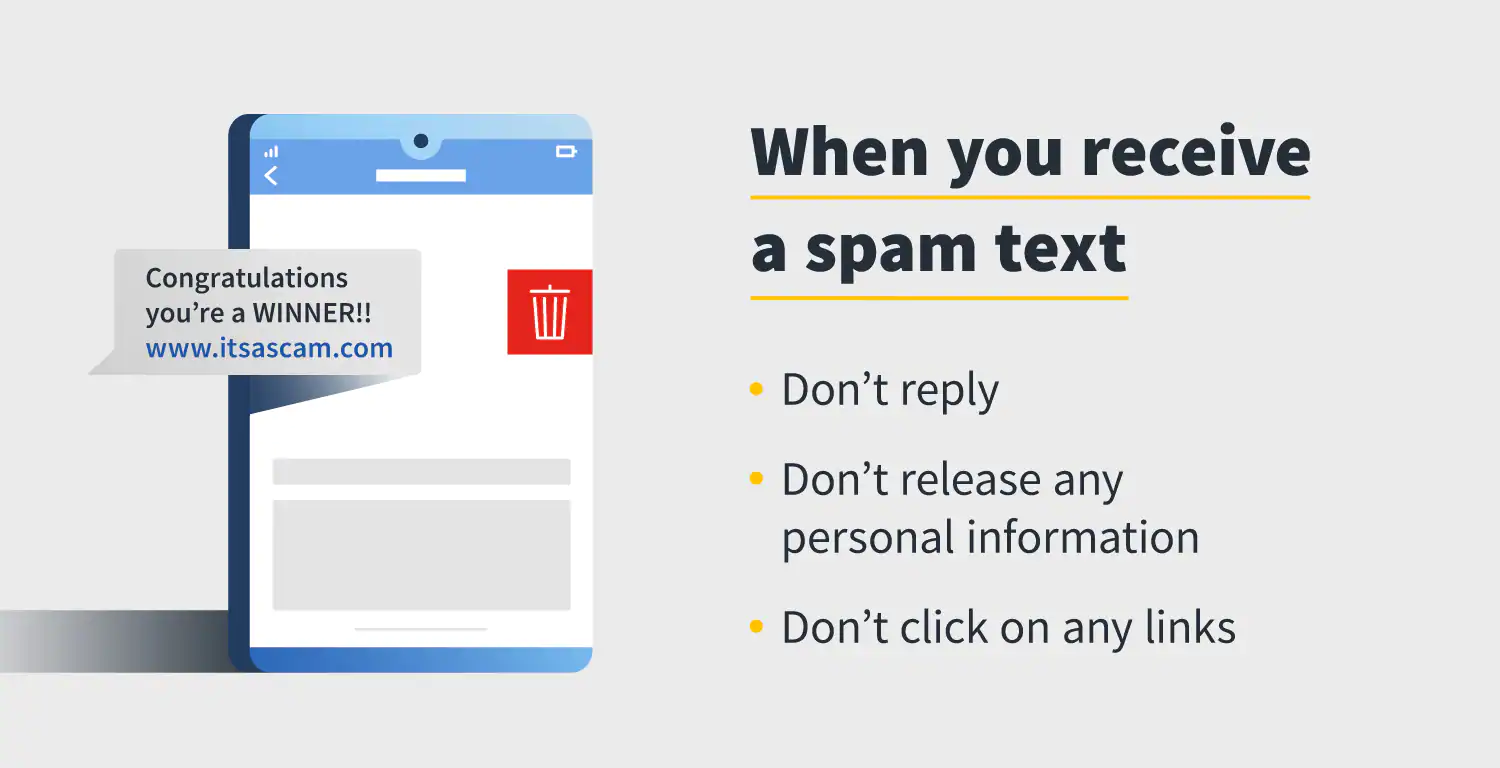 Congratulations
you’re a WINNER!!
www.itsascam.com
When you receive
a spam text
Don’t reply
Don’t release any
personal information
Don’t click on any links